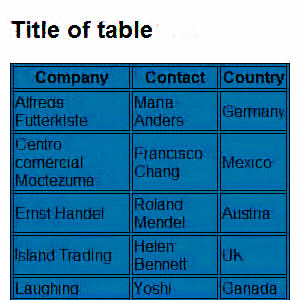 Title of table
Company Contact Country
Alfreds Maria
Germany
Futterkiste Anders
Centro
comercial Francisco Mexico
Moctezuma Chang
Ernst Handel Roland Austria
Mendel
Island Trading Helen UK
Bennett
Laughing Yoshi Canada